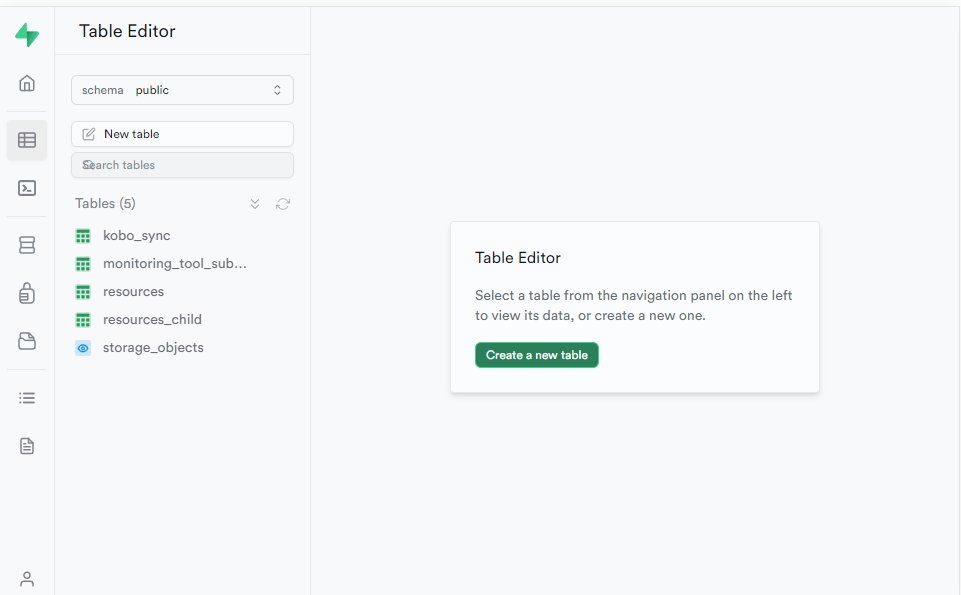 Table Editor
schema public
New table
Search tables
Tables (5)
kobo_sync
monitoring_tool_sub...
resources
resources_child
storage_objects
Table Editor
Select a table from the navigation panel on the left
to view its data, or create a new one.
Create a new table